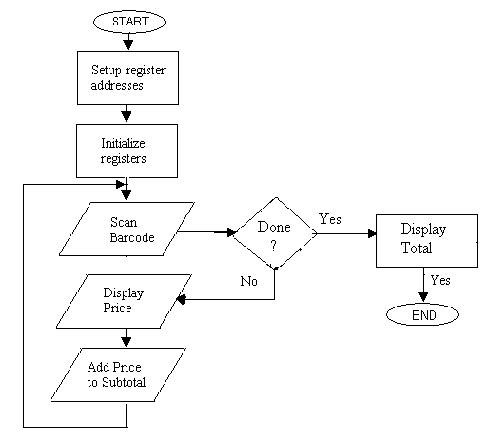 START
Setup register
addresses
Initialize
registers
Scan
Barcode
Done
?
Yes
Display
Total
No
Yes
Display
Price
END
Add Price
to Subtotal